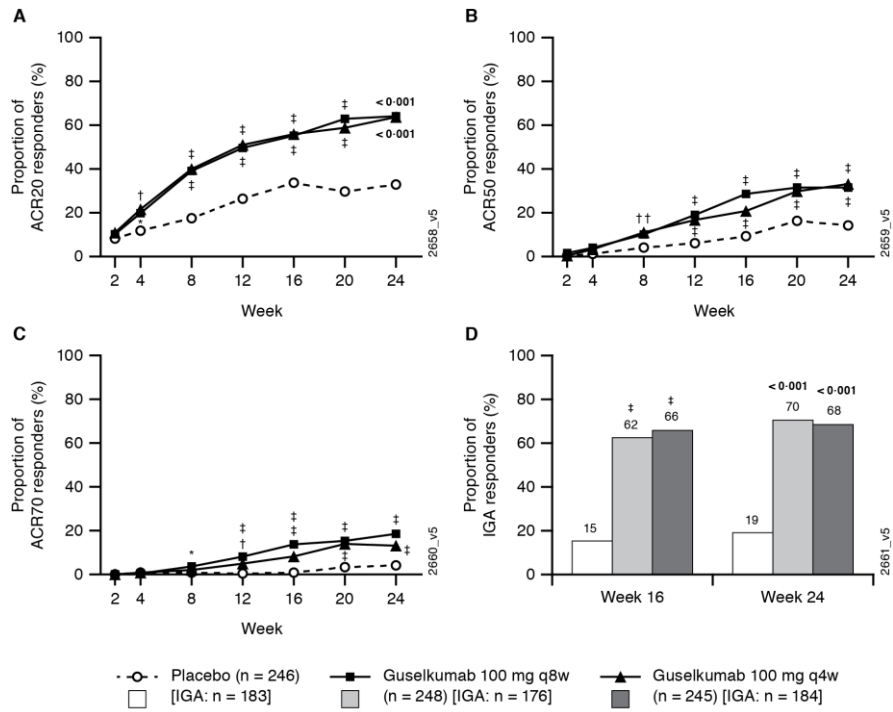 A
Proportion of
ACR20 responders (%)
100
80
60
40
20
0
†
*
‡
‡
‡
‡
‡
‡
‡
‡
< 0·001
< 0·001
2 4 8 12 16 20 24
Week
2658_v5
B
Proportion of
ACR50 responders (%)
100
80
60
40
20
0
††
‡
‡
‡
‡
‡
‡
‡
‡
2 4 8 12 16 20 24
Week
2659_v5
C
Proportion of
ACR70 responders (%)
100
80
60
40
20
0
*
‡
†
‡
‡
‡
‡
‡
‡
2 4 8 12 16 20 24
Week
2660_v5
D
Proportion of
IGA responders (%)
100
80
60
40
20
0
15
‡
62
‡
66
19
< 0·001
70
< 0·001
68
Week 16 Week 24
2661_v5
Placebo (n = 246) Guselkumab 100 mg q8w Guselkumab 100 mg q4w
[IGA: n = 183] (n = 248) [IGA: n = 176] (n = 245) [IGA: n = 184]